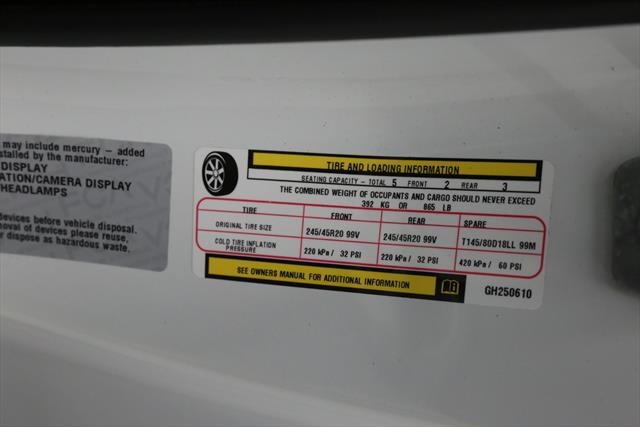 may include mercury – added
stalled by the manufacturer:
DISPLAY
ATION/CAMERA DISPLAY
HEADLAMPS
devices before vehicle disposal.
moval of devices please reuse,
or dispose as hazardous waste.
TIRE AND LOADING INFORMATION
SEATING CAPACITY – TOTAL 5 FRONT 2 REAR 3
THE COMBINED WEIGHT OF OCCUPANTS AND CARGO SHOULD NEVER EXCEED
392 KG OR 865 LB
TIRE FRONT REAR SPARE
ORIGINAL TIRE SIZE 245/45R20 99V 245/45R20 99V T145/80D18LL 99M
COLD TIRE INFLATION PRESSURE 220 kPa / 32 PSI 220 kPa / 32 PSI 420 kPa / 60 PSI
SEE OWNERS MANUAL FOR ADDITIONAL INFORMATION
GH250610